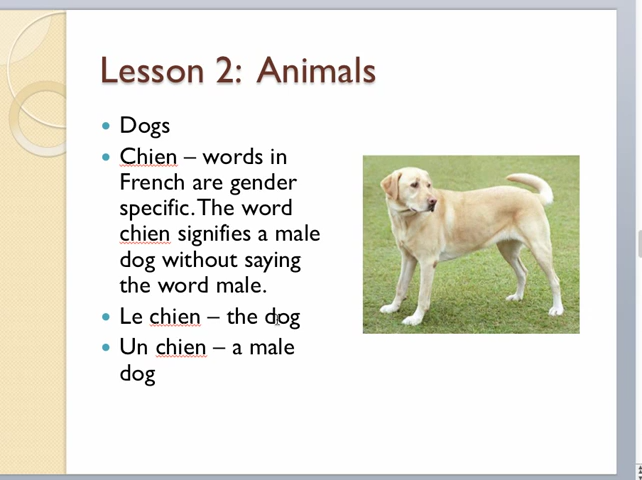 Lesson 2: Animals
Dogs
Chien – words in
French are gender
specific. The word
chien signifies a male
dog without saying
the word male.
Le chien – the dog
Un chien – a male
dog